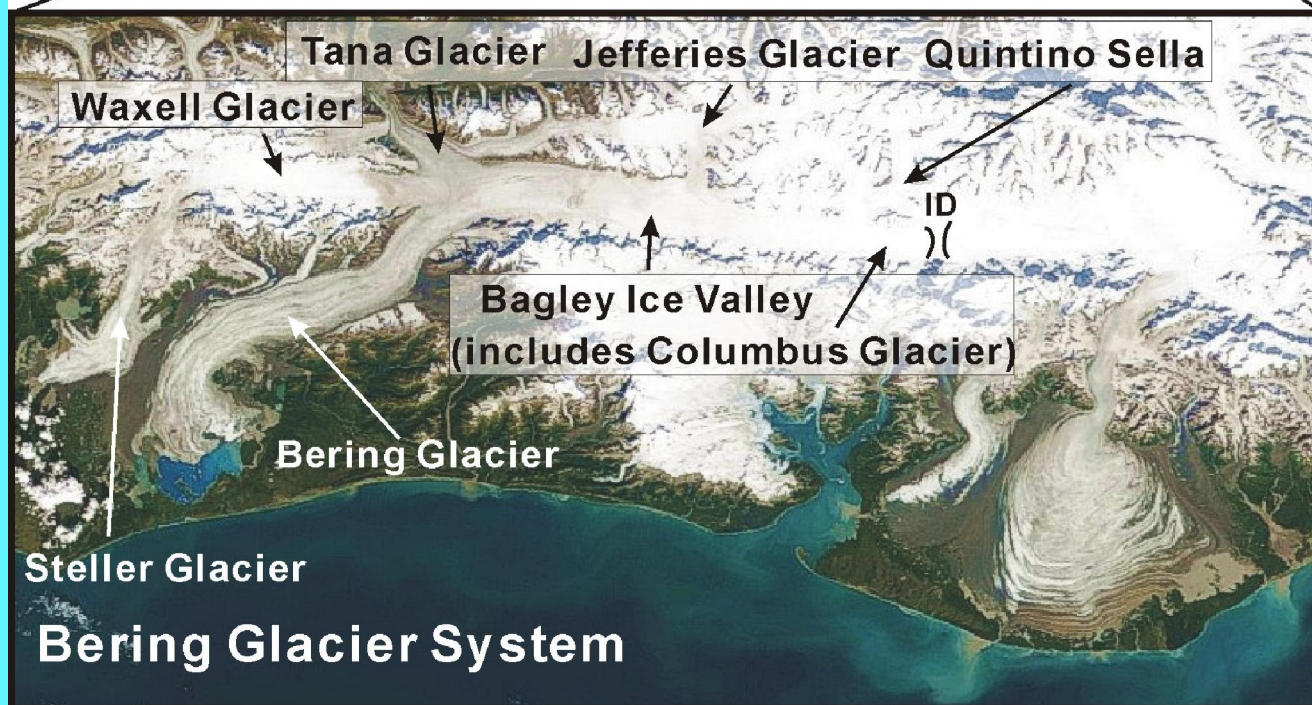 Tana Glacier Jefferies Glacier Quintino Sella
Waxell Glacier
ID
)(
Bagley Ice Valley
(includes Columbus Glacier)
Bering Glacier
Steller Glacier
Bering Glacier System